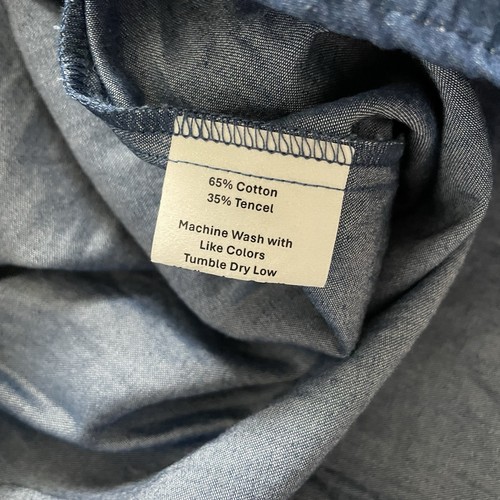 65% Cotton
35% Tencel
Machine Wash with
Like Colors
Tumble Dry Low